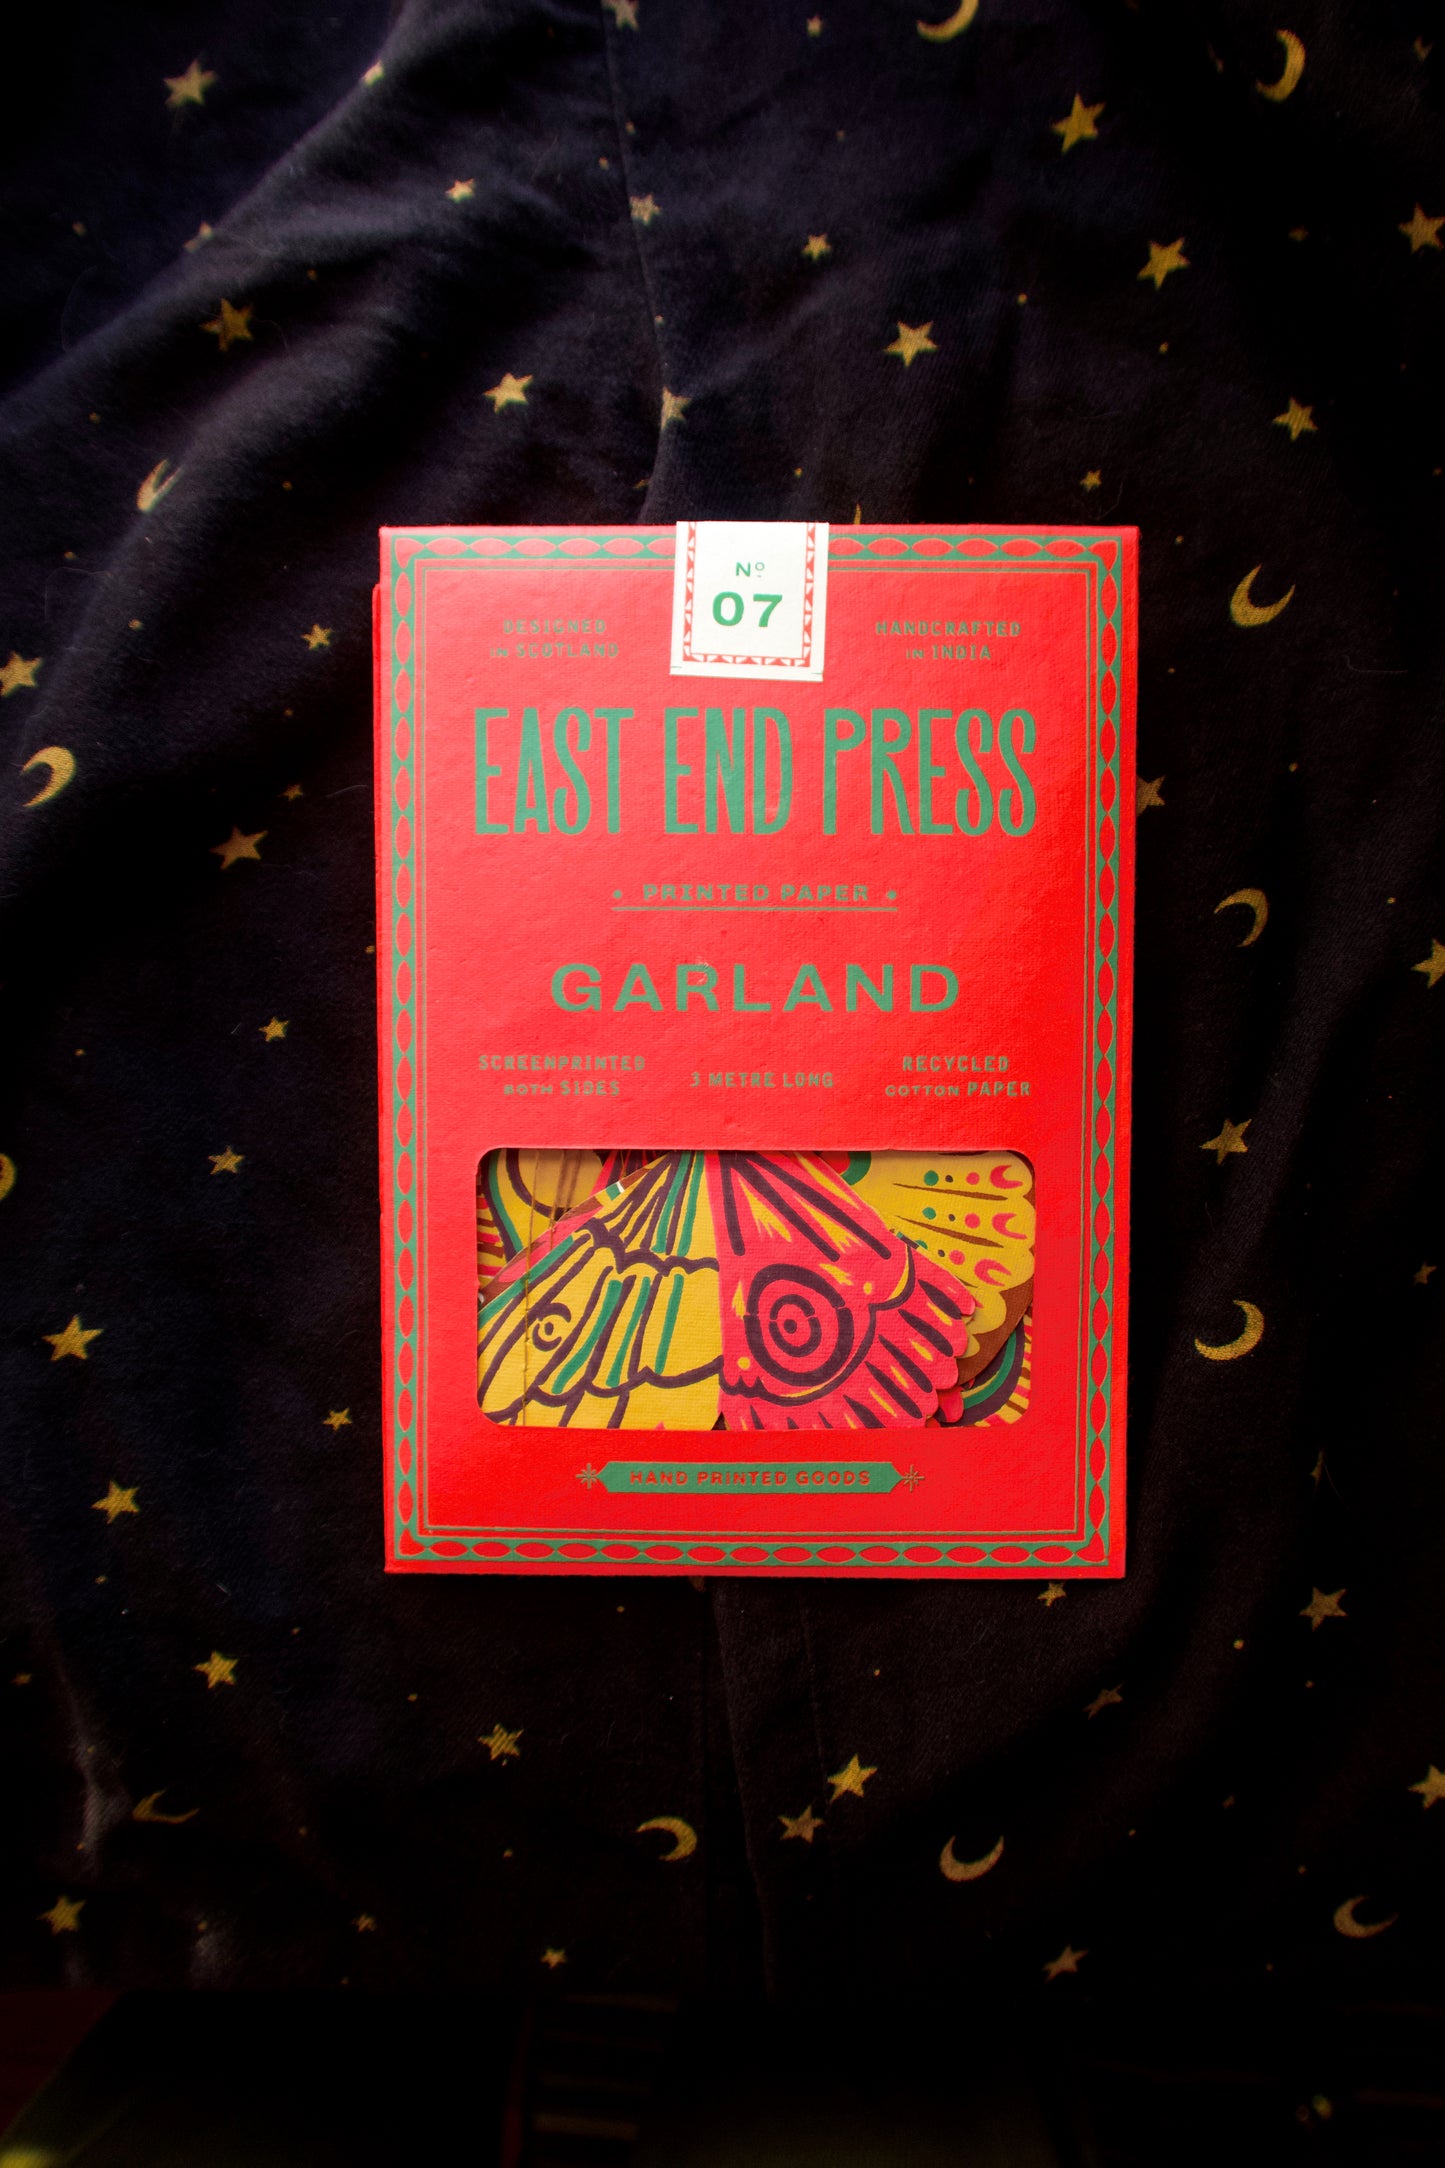 Nº
07
DESIGNED
IN SCOTLAND
HANDCRAFTED
IN INDIA
EAST END PRESS
• PRINTED PAPER •
GARLAND
SCREENPRINTED
BOTH SIDES
3 METRE LONG
RECYCLED
COTTON PAPER
HAND PRINTED GOODS